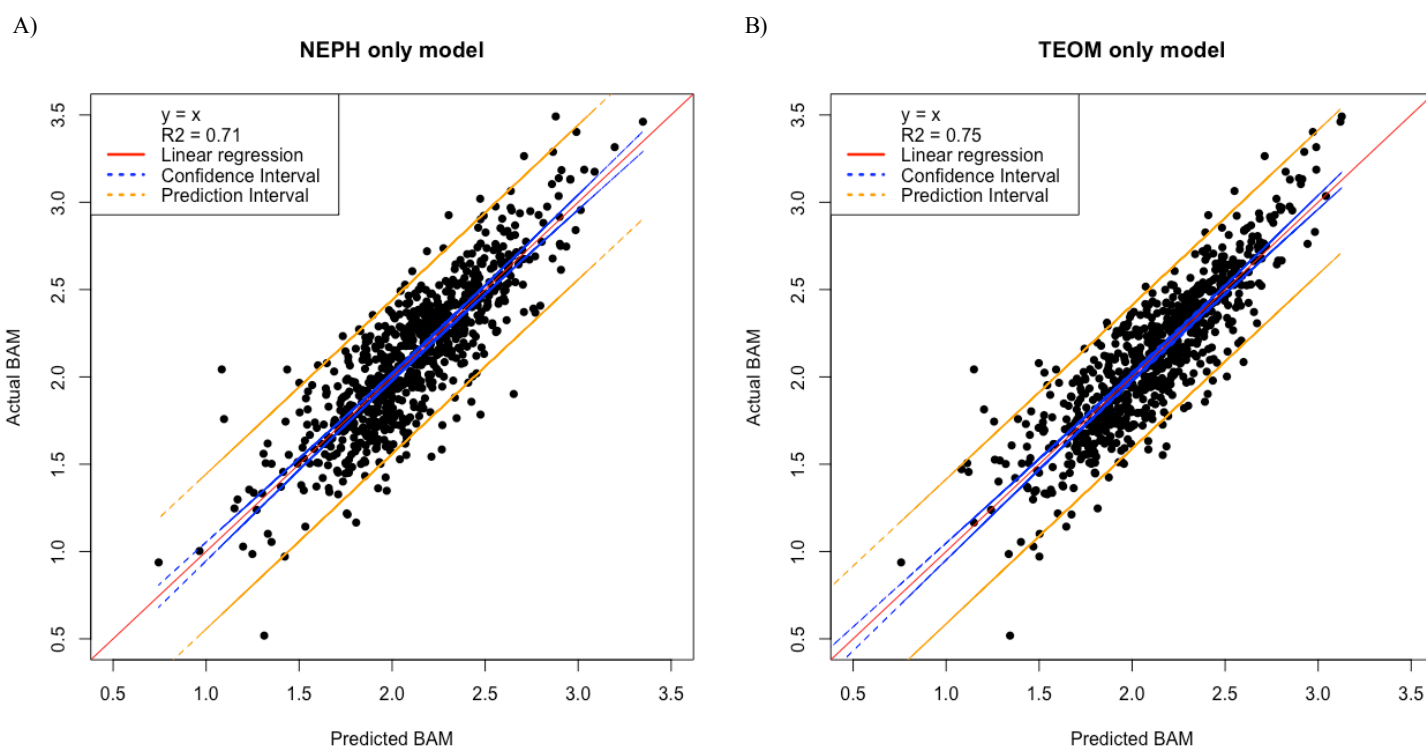 A)
NEPH only model
y = x
R2 = 0.71
Linear regression
Confidence Interval
Prediction Interval
Actual BAM
3.5
3.0
2.5
2.0
1.5
1.0
0.5
0.5 1.0 1.5 2.0 2.5 3.0 3.5
Predicted BAM
B)
TEOM only model
y = x
R2 = 0.75
Linear regression
Confidence Interval
Prediction Interval
Actual BAM
3.5
3.0
2.5
2.0
1.5
1.0
0.5
0.5 1.0 1.5 2.0 2.5 3.0 3.5
Predicted BAM